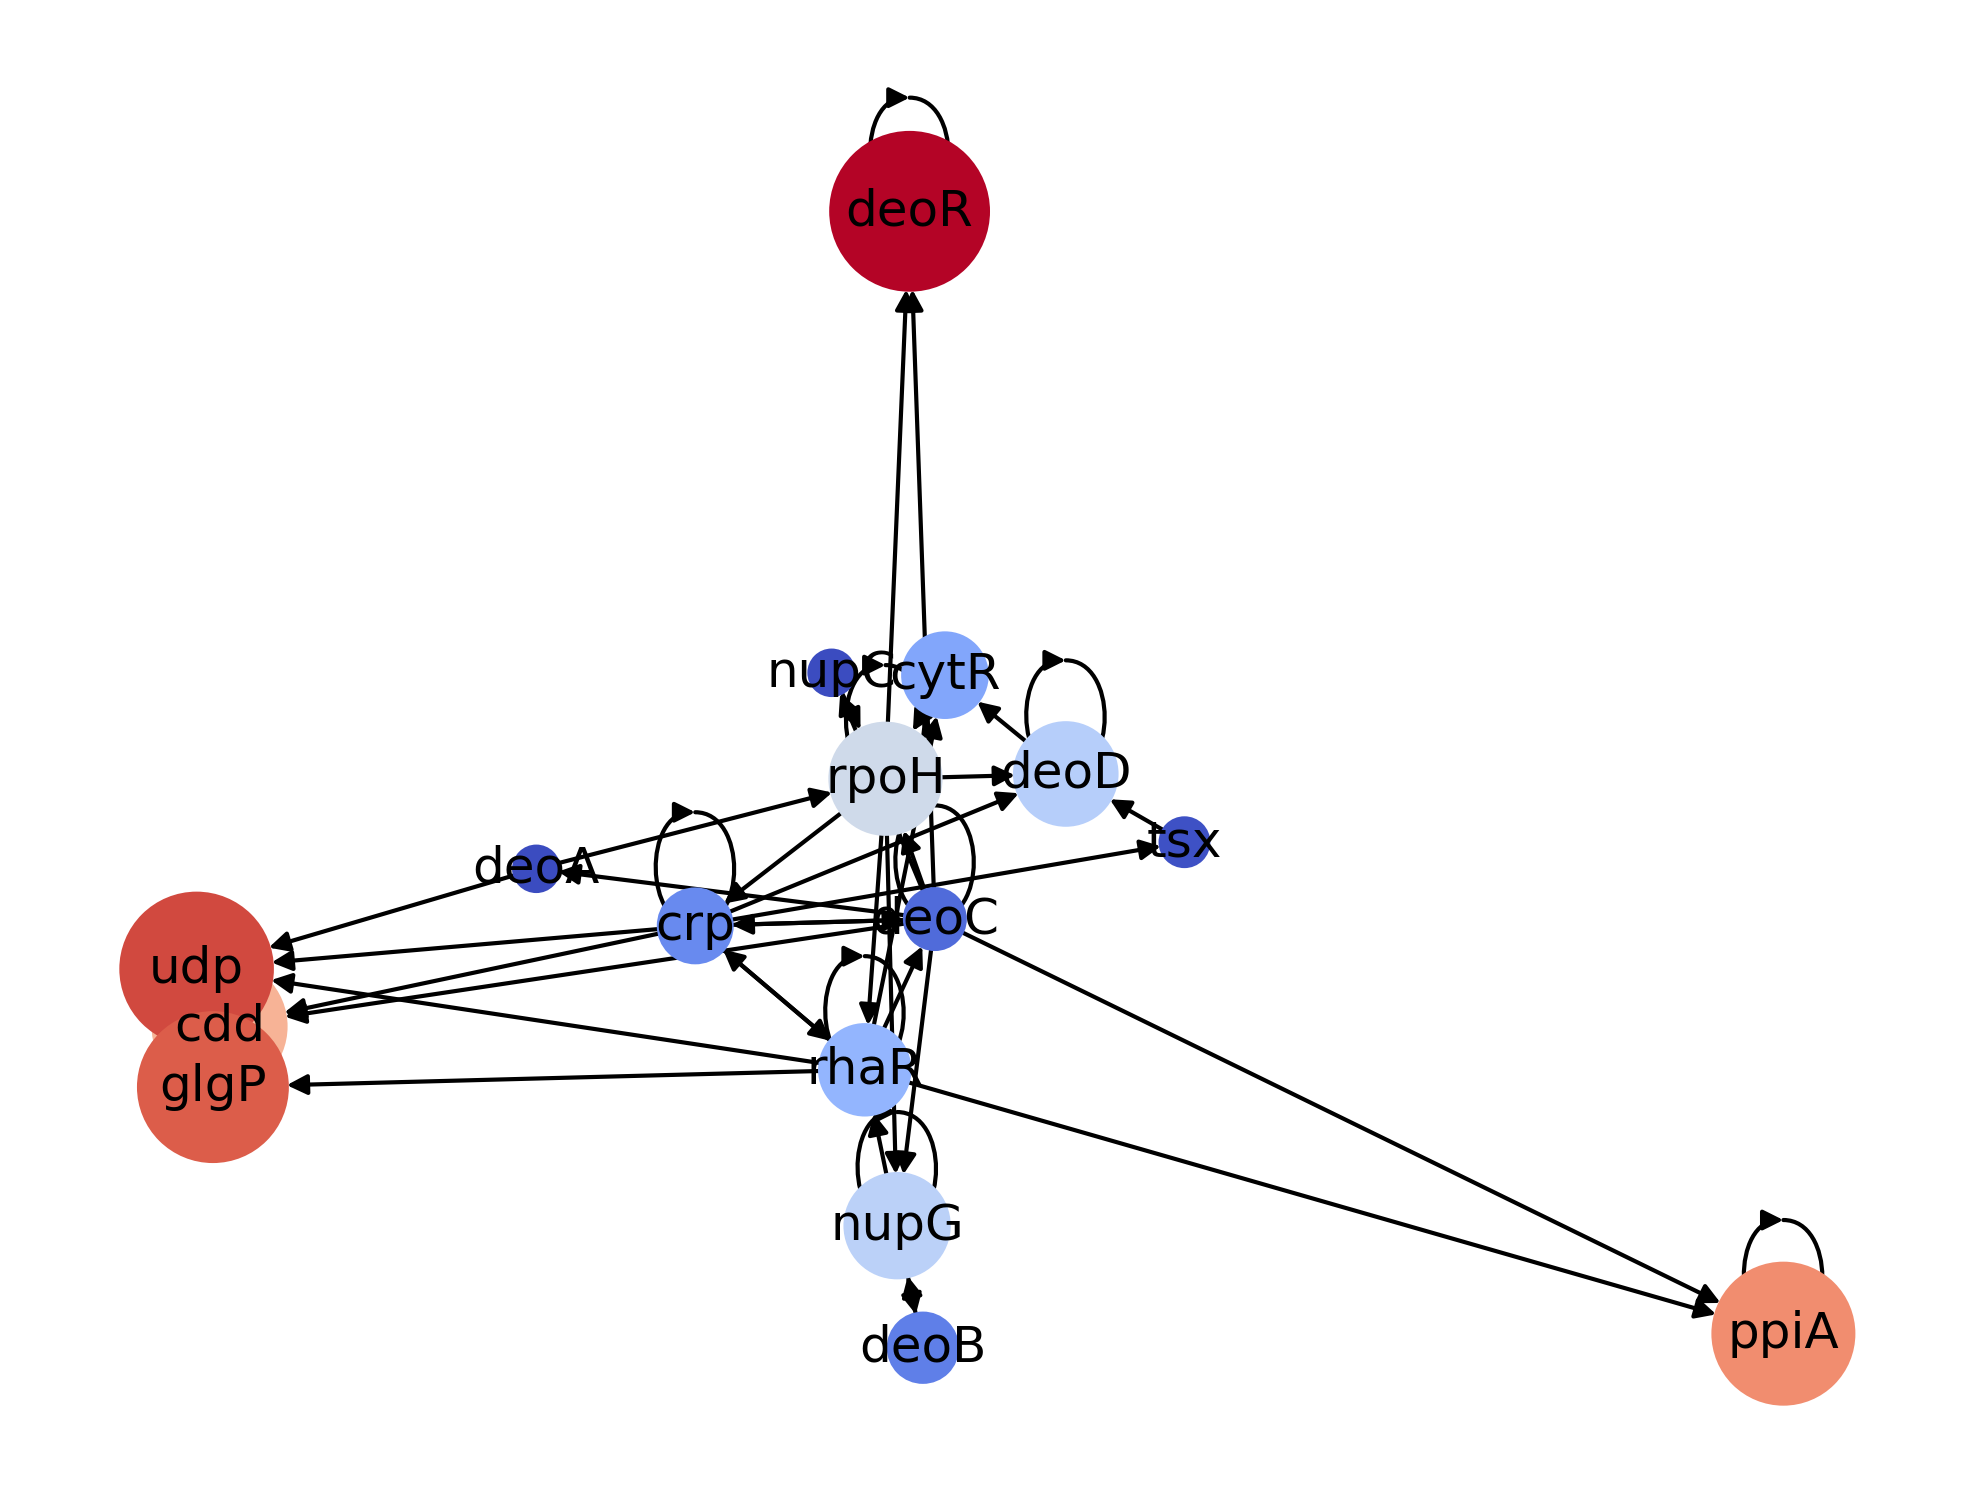 deoR
nupC
cytR
rpoH
deoD
tsx
deoA
crp
deoC
udp
cdd
rhaR
glgP
nupG
ppiA
deoB